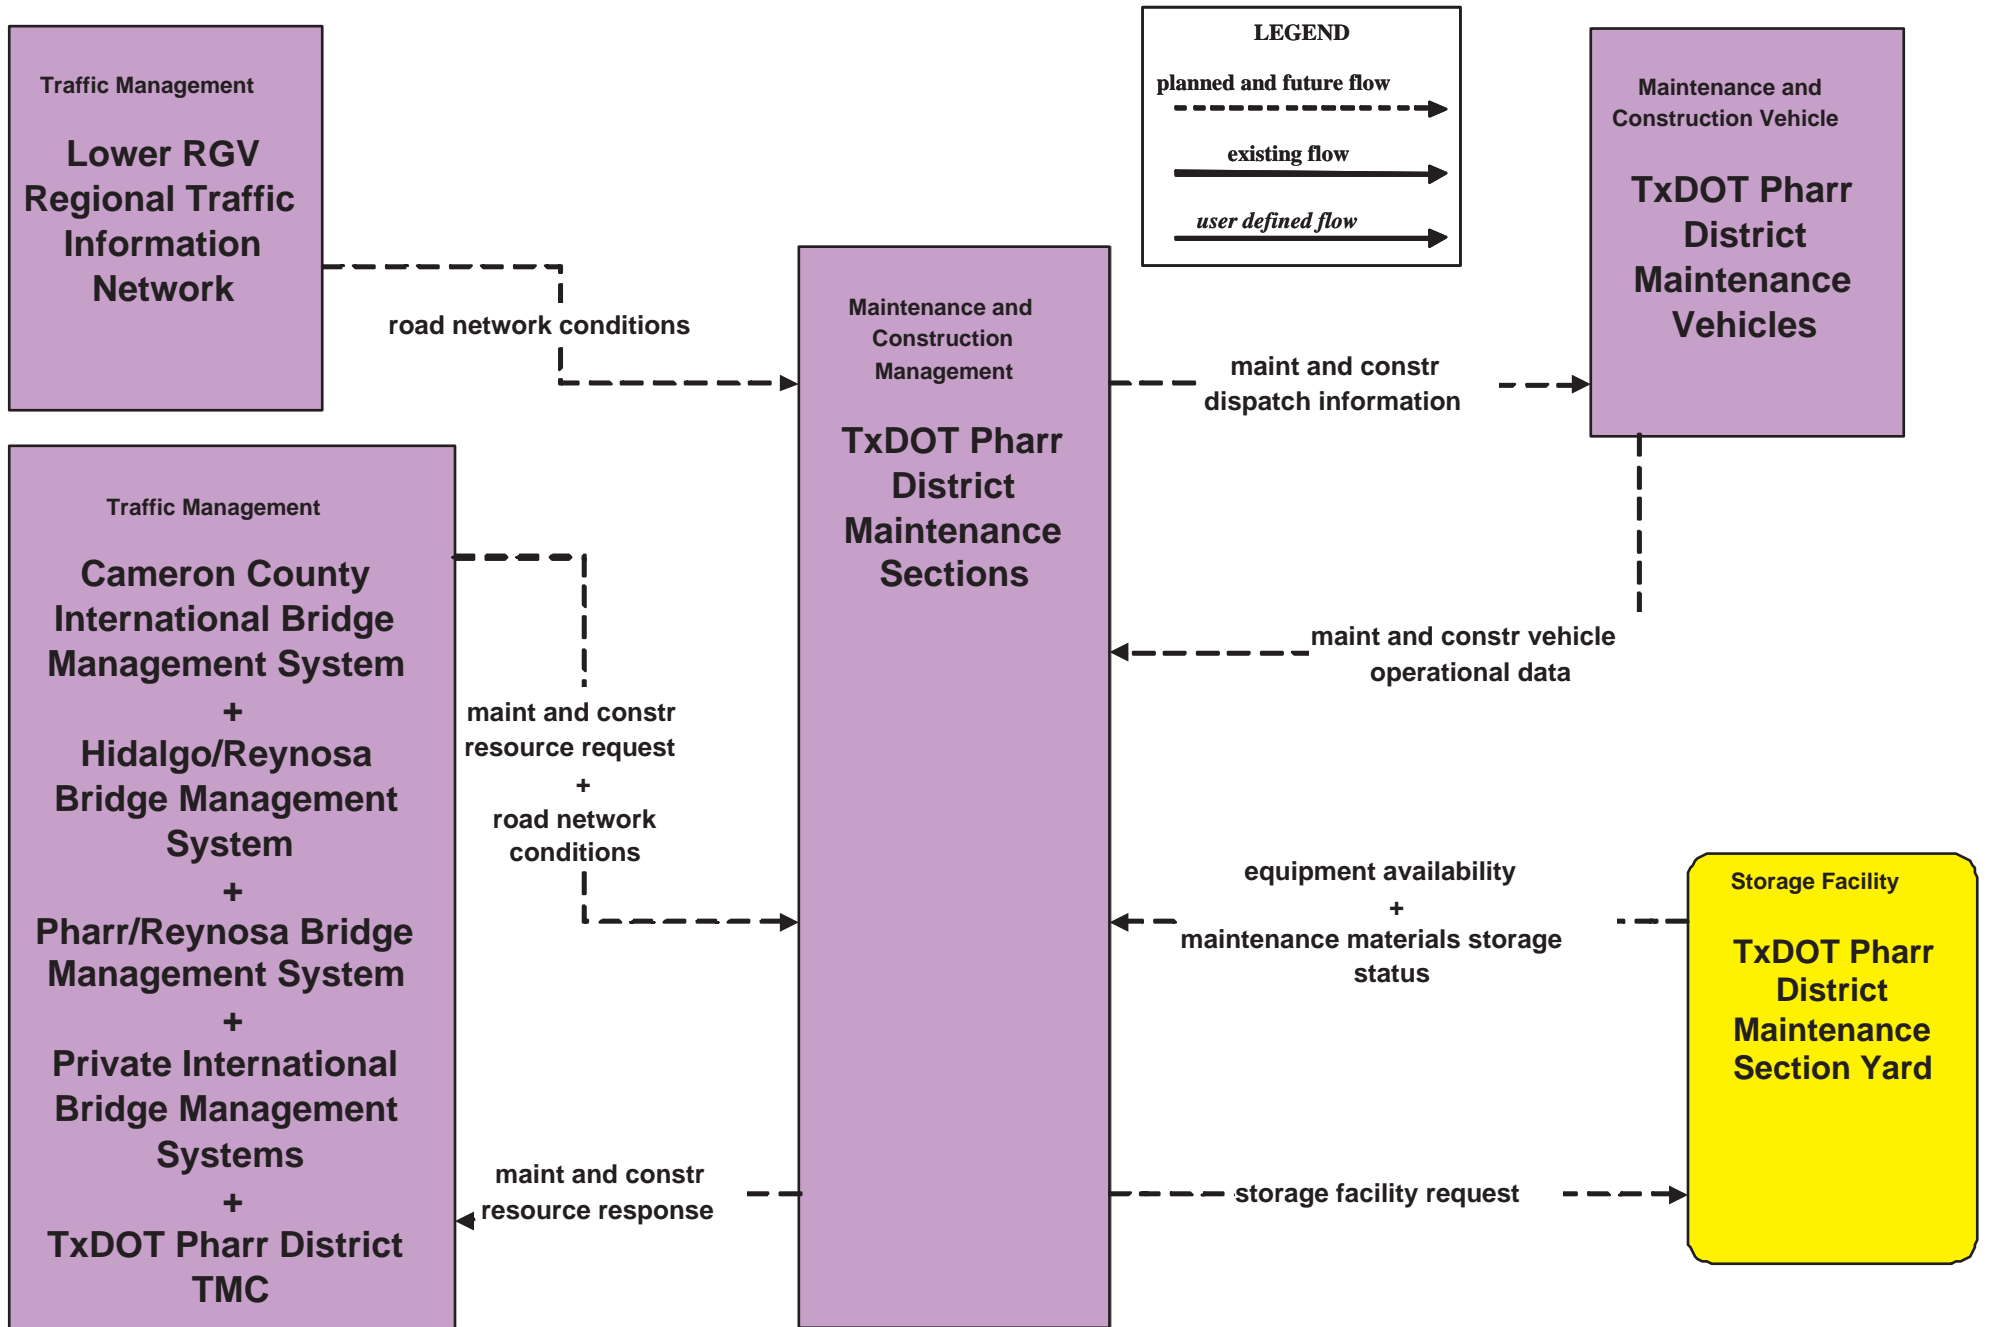 Traffic Management
Lower RGV
Regional Traffic
Information
Network
road network conditions
LEGEND
planned and future flow
existing flow
user defined flow
Maintenance and
Construction Vehicle
TxDOT Pharr
District
Maintenance
Vehicles
Maintenance and
Construction
Management
TxDOT Pharr
District
Maintenance
Sections
maint and constr
dispatch information
maint and constr vehicle
operational data
Traffic Management
Cameron County
International Bridge
Management System
+
Hidalgo/Reynosa
Bridge Management
System
+
Pharr/Reynosa Bridge
Management System
+
Private International
Bridge Management
Systems
+
TxDOT Pharr District
TMC
maint and constr
resource request
+
road network
conditions
maint and constr
resource response
equipment availability
+
maintenance materials storage
status
storage facility request
Storage Facility
TxDOT Pharr
District
Maintenance
Section Yard